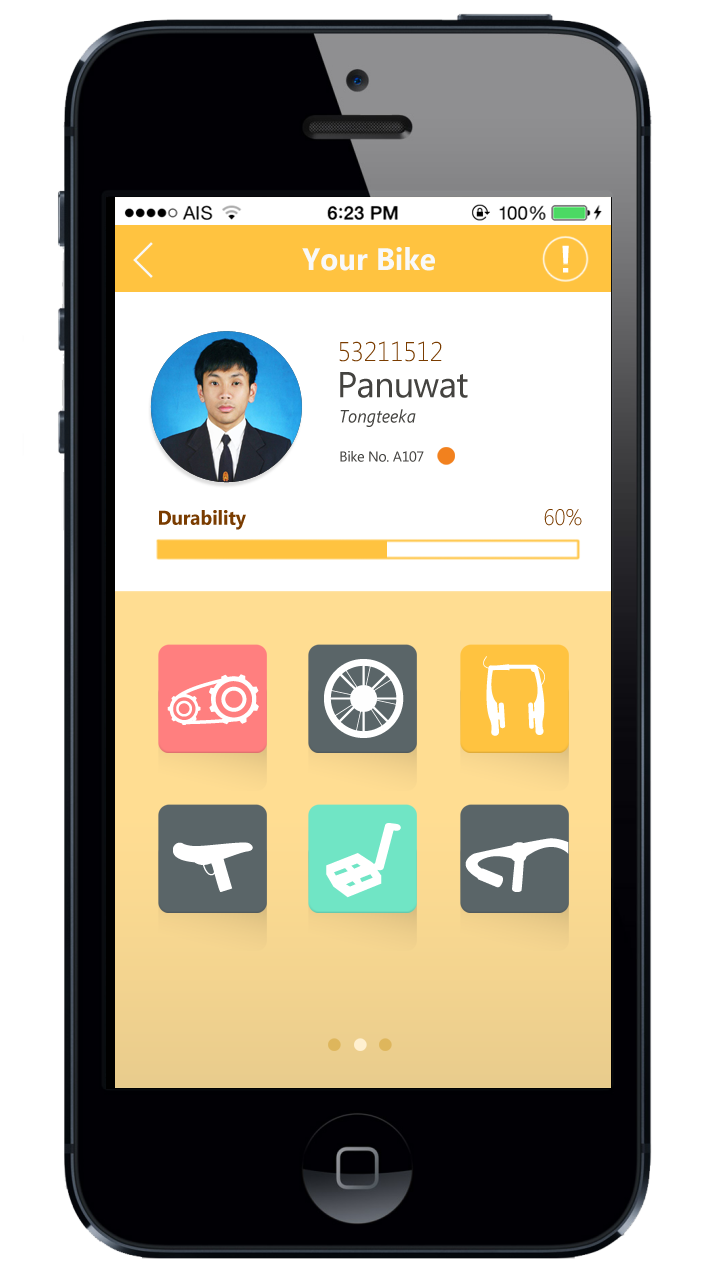 AIS 6:23 PM 100%
Your Bike !
53211512
Panuwat
Tongteeka
Bike No. A107
Durability 60%